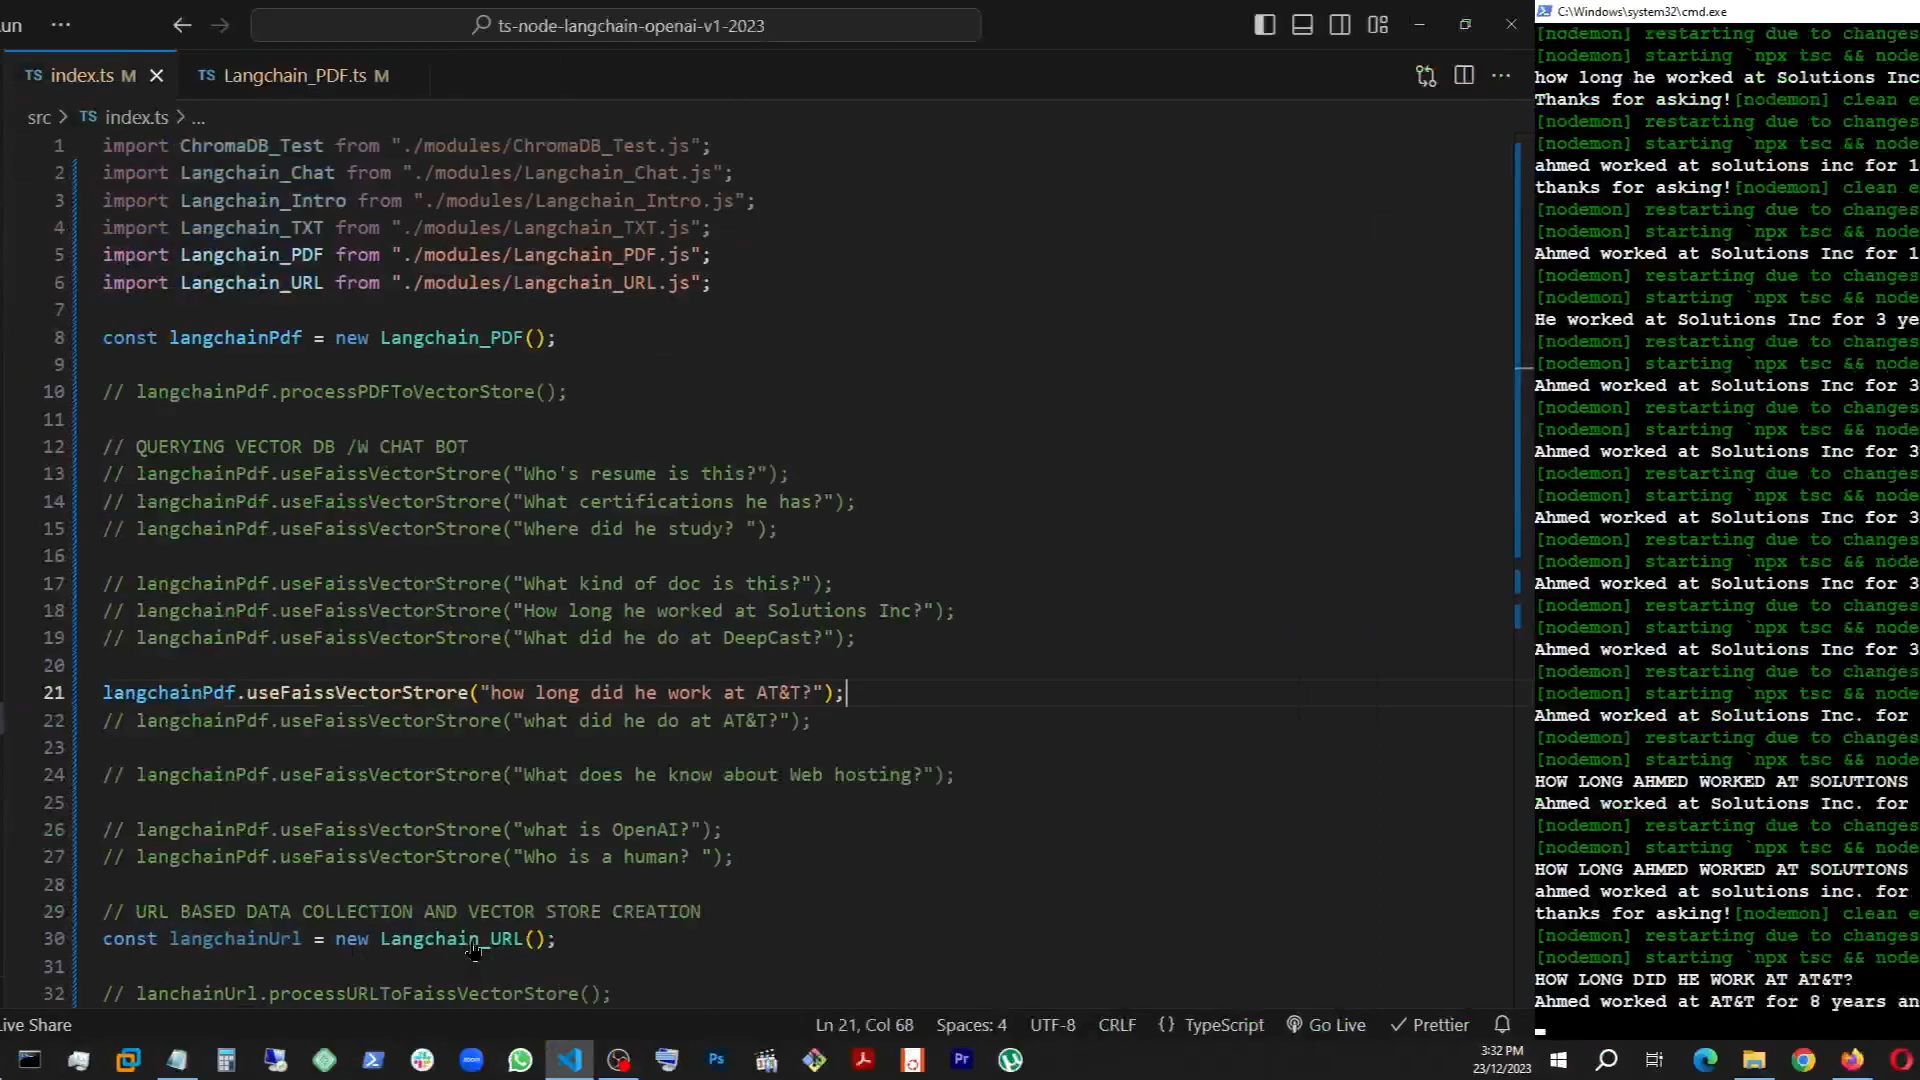 un
ts-node-langchain-openai-v1-2023
TS index.ts M
TS Langchain_PDF.ts M
src > TS index.ts > ...
1 import ChromaDB_Test from "./modules/ChromaDB_Test.js";
2 import Langchain_Chat from "./modules/Langchain_Chat.js";
3 import Langchain_Intro from "./modules/Langchain_Intro.js";
4 import Langchain_TXT from "./modules/Langchain_TXT.js";
5 import Langchain_PDF from "./modules/Langchain_PDF.js";
6 import Langchain_URL from "./modules/Langchain_URL.js";
7
8 const langchainPdf = new Langchain_PDF();
9
10 // langchainPdf.processPDFToVectorStore();
11
12 // QUERYING VECTOR DB /W CHAT BOT
13 // langchainPdf.useFaissVectorStrore("Who's resume is this?");
14 // langchainPdf.useFaissVectorStrore("What certifications he has?");
15 // langchainPdf.useFaissVectorStrore("Where did he study? ");
16
17 // langchainPdf.useFaissVectorStrore("What kind of doc is this?");
18 // langchainPdf.useFaissVectorStrore("How long he worked at Solutions Inc?");
19 // langchainPdf.useFaissVectorStrore("What did he do at DeepCast?");
20
21 langchainPdf.useFaissVectorStrore("how long did he work at AT&T?");
22 // langchainPdf.useFaissVectorStrore("what did he do at AT&T?");
23
24 // langchainPdf.useFaissVectorStrore("What does he know about Web hosting?");
25
26 // langchainPdf.useFaissVectorStrore("what is OpenAI?");
27 // langchainPdf.useFaissVectorStrore("Who is a human? ");
28
29 // URL BASED DATA COLLECTION AND VECTOR STORE CREATION
30 const langchainUrl = new Langchain_URL();
31
32 // lanchainUrl.processURLToFaissVectorStore();
ive Share
Ln 21, Col 68
Spaces: 4
UTF-8
CRLF
{} TypeScript
Go Live
Prettier
C:\Windows\system32\cmd.exe
[nodemon] restarting due to changes
[nodemon] starting `npx tsc && node
how long he worked at Solutions Inc
Thanks for asking![nodemon] clean e
[nodemon] restarting due to changes
[nodemon] starting `npx tsc && node
ahmed worked at solutions inc for 1
thanks for asking![nodemon] clean e
[nodemon] restarting due to changes
[nodemon] starting `npx tsc && node
Ahmed worked at Solutions Inc for 1
[nodemon] restarting due to changes
[nodemon] starting `npx tsc && node
He worked at Solutions Inc for 3 ye
[nodemon] restarting due to changes
[nodemon] starting `npx tsc && node
Ahmed worked at Solutions Inc for 3
[nodemon] restarting due to changes
[nodemon] starting `npx tsc && node
Ahmed worked at Solutions Inc for 3
[nodemon] restarting due to changes
[nodemon] starting `npx tsc && node
Ahmed worked at Solutions Inc for 3
[nodemon] restarting due to changes
[nodemon] starting `npx tsc && node
Ahmed worked at Solutions Inc for 3
[nodemon] restarting due to changes
[nodemon] starting `npx tsc && node
Ahmed worked at Solutions Inc for 3
[nodemon] restarting due to changes
[nodemon] starting `npx tsc && node
Ahmed worked at Solutions Inc. for
[nodemon] restarting due to changes
[nodemon] starting `npx tsc && node
HOW LONG AHMED WORKED AT SOLUTIONS
Ahmed worked at Solutions Inc. for
[nodemon] restarting due to changes
[nodemon] starting `npx tsc && node
HOW LONG AHMED WORKED AT SOLUTIONS
ahmed worked at solutions inc. for
thanks for asking![nodemon] clean e
[nodemon] restarting due to changes
[nodemon] starting `npx tsc && node
HOW LONG DID HE WORK AT AT&T?
Ahmed worked at AT&T for 8 years an
zoom
Ps
Pr
3:32 PM
23/12/2023